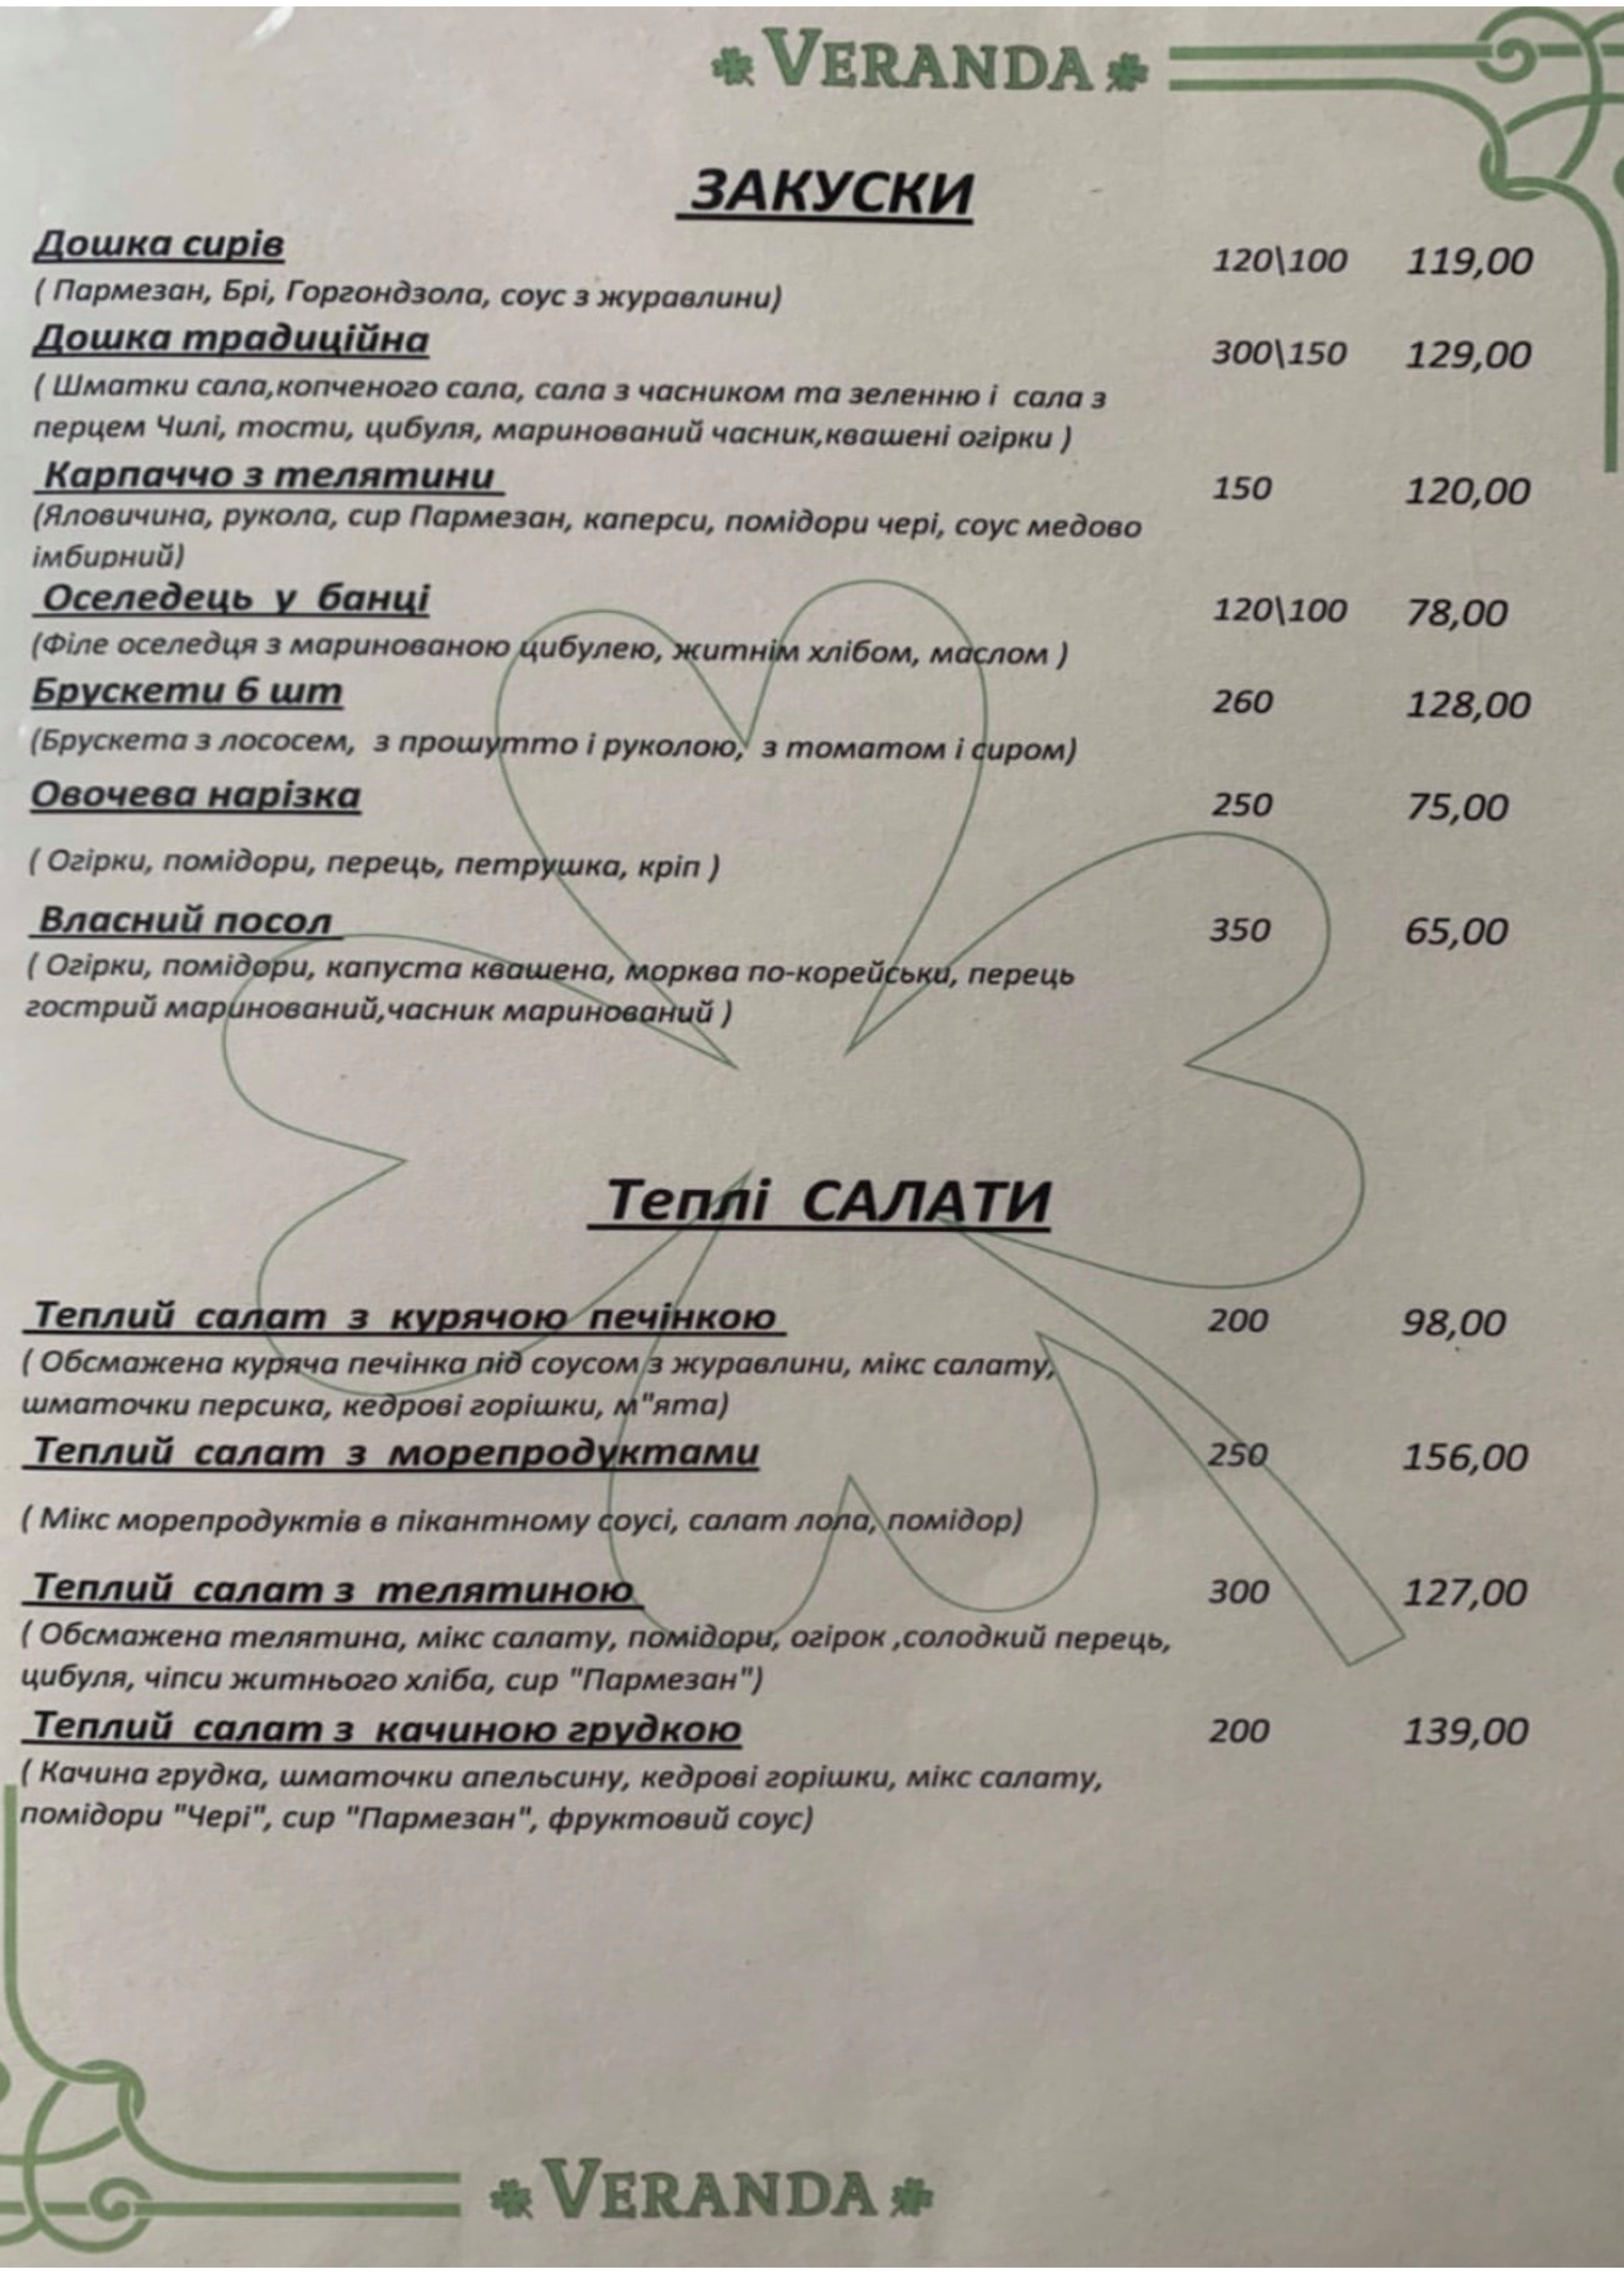 VERANDA
ЗАКУСКИ
Дошка сирів 120\100 119,00
( Пармезан, Брі, Горгондзола, соус з журавлини)
Дошка традиційна 300\150 129,00
( Шматки сала,копченого сала, сала з часником та зеленню і сала з
перцем Чилі, тости, цибуля, маринований часник,квашені огірки )
Карпаччо з телятини 150 120,00
(Яловичина, рукола, сир Пармезан, каперси, помідори чері, соус медово
імбирний)
Оселедець у банці 120\100 78,00
(Філе оселедця з маринованою цибулею, житнім хлібом, маслом )
Брускети 6 шт 260 128,00
(Брускета з лососем, з прошутто і руколою, з томатом і сиром)
Овочева нарізка 250 75,00
( Огірки, помідори, перець, петрушка, кріп )
Власний посол 350 65,00
( Огірки, помідори, капуста квашена, морква по-корейськи, перець
гострий маринований,часник маринований )
Теплі САЛАТИ
Теплий салат з курячою печінкою 200 98,00
( Обсмажена куряча печінка під соусом з журавлини, мікс салату,
шматочки персика, кедрові горішки, м"ята)
Теплий салат з морепродуктами 250 156,00
( Мікс морепродуктів в пікантному соусі, салат лола, помідор)
Теплий салат з телятиною 300 127,00
( Обсмажена телятина, мікс салату, помідори, огірок ,солодкий перець,
цибуля, чіпси житнього хліба, сир "Пармезан")
Теплий салат з качиною грудкою 200 139,00
( Качина грудка, шматочки апельсину, кедрові горішки, мікс салату,
помідори "Чері", сир "Пармезан", фруктовий соус)
VERANDA